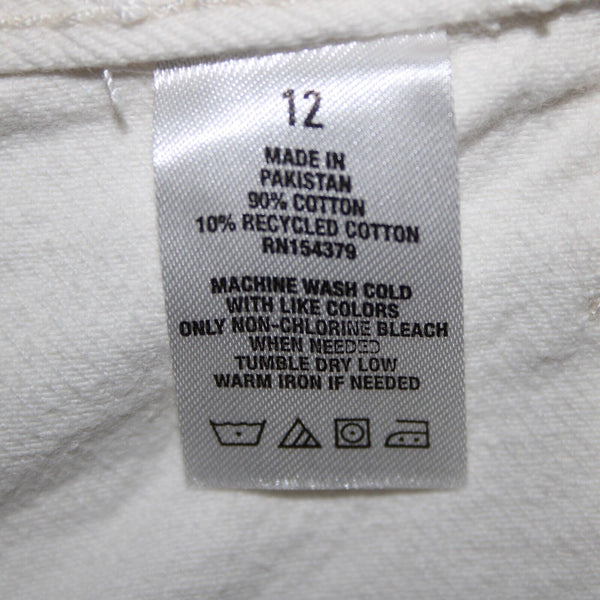 12
MADE IN
PAKISTAN
90% COTTON
10% RECYCLED COTTON
RN154379
MACHINE WASH COLD
WITH LIKE COLORS
ONLY NON-CHLORINE BLEACH
WHEN NEEDED
TUMBLE DRY LOW
WARM IRON IF NEEDED